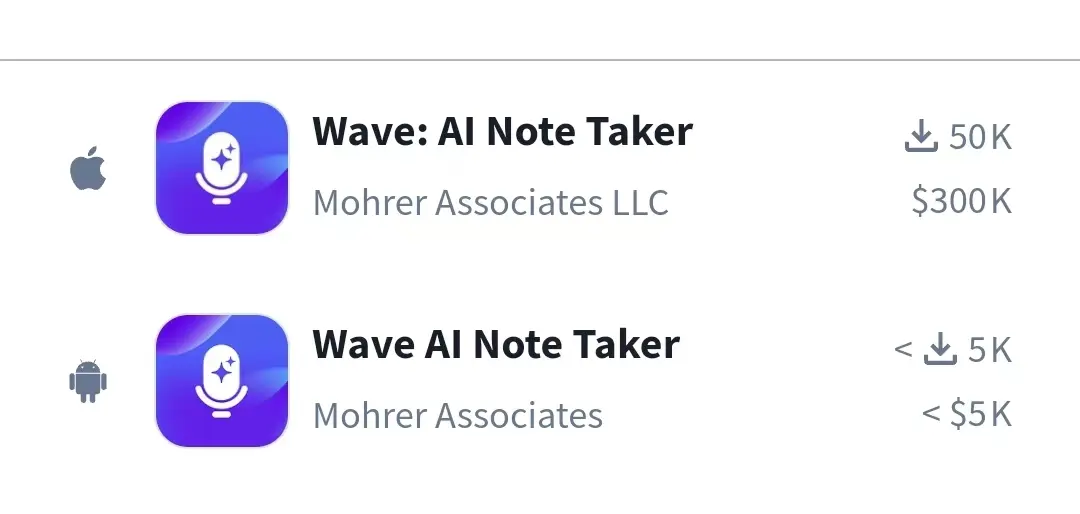 Wave: AI Note Taker
50K
Mohrer Associates LLC
$300K
Wave AI Note Taker
< 5K
Mohrer Associates
< $5K